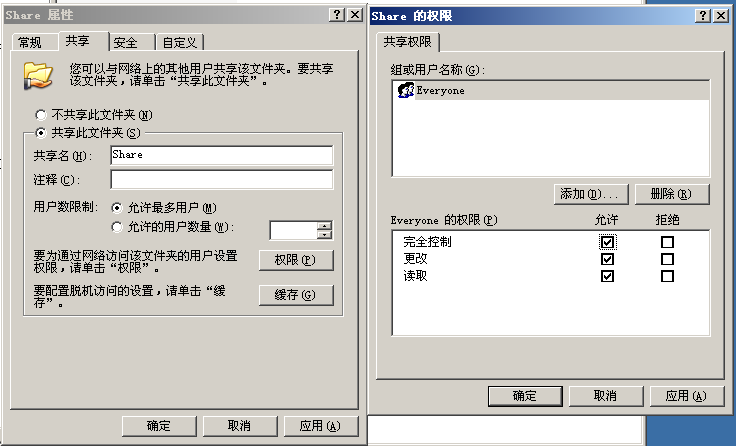 Share 属性
常规
共享
安全
自定义
您可以与网络上的其他用户共享该文件夹。要共享
该文件夹，请单击“共享此文件夹”。
不共享此文件夹(N)
共享此文件夹(S)
共享名(H):
Share
注释(C):
用户数限制:
允许最多用户(M)
允许的用户数量(W):
要为通过网络访问该文件夹的用户设置
权限，请单击“权限”。
权限(P)
要配置脱机访问的设置，请单击“缓
存”。
缓存(G)
确定
取消
应用(A)
Share 的权限
共享权限
组或用户名称(G):
Everyone
添加(D)...
删除(R)
Everyone 的权限(P)
允许
拒绝
完全控制
更改
读取
确定
取消
应用(A)